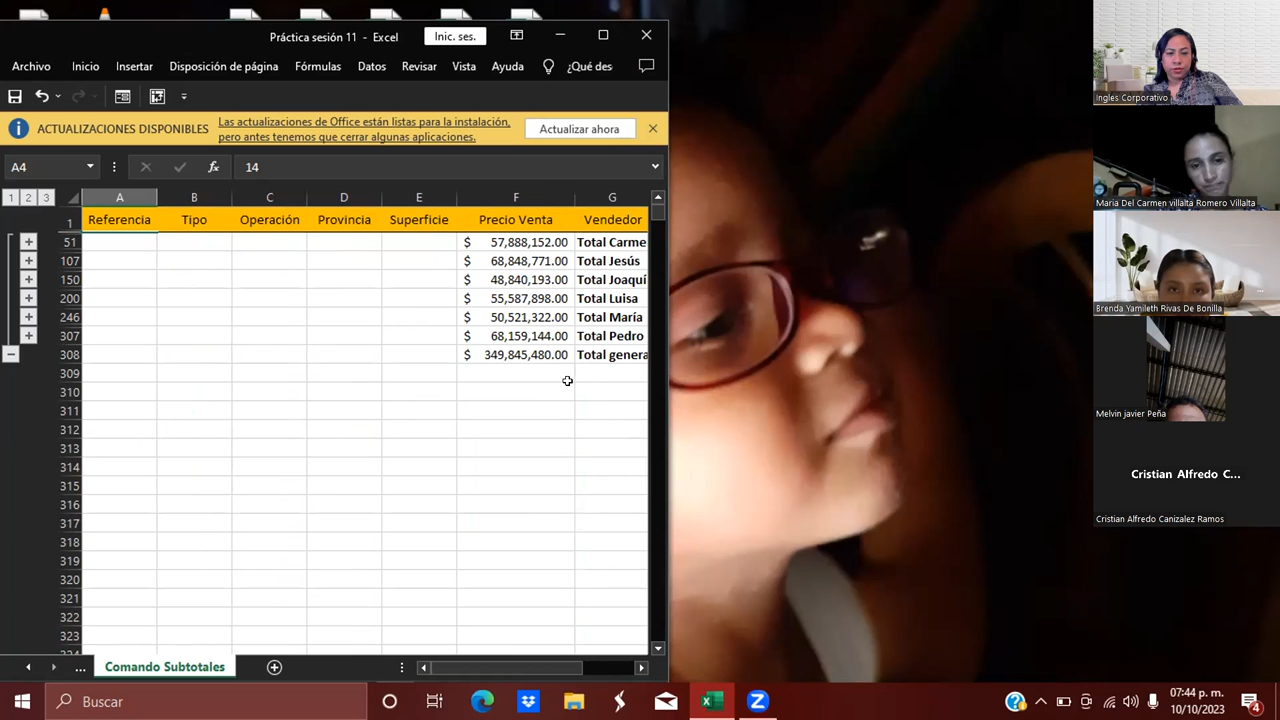 Práctica sesión 11 - Excel
Inic. ses.
Archivo Inicio Insertar Disposición de página Fórmulas Datos Ayuda ¿Qué des
ACTUALIZACIONES DISPONIBLES
Las actualizaciones de Office están listas para la instalación,
pero antes tenemos que cerrar algunas aplicaciones.
Actualizar ahora
A4 fx 14
1 2 3 A B C D E F G
1 Referencia Tipo Operación Provincia Superficie Precio Venta Vendedor
51 $ 57,888,152.00 Total Carme
107 $ 68,848,771.00 Total Jesús
150 $ 48,840,193.00 Total Joaquí
200 $ 55,587,898.00 Total Luisa
246 $ 50,521,322.00 Total María
307 $ 68,159,144.00 Total Pedro
308 $ 349,845,480.00 Total genera
309
310
311
312
313
314
315
316
317
318
319
320
321
322
323
... Comando Subtotales
Buscar
07:44 p. m.
10/10/2023
4
Ingles Corporativo
Maria Del Carmen villalta Romero Villalta
Brenda Yamileth Rivas De Bonilla
Melvin javier Peña
Cristian Alfredo C...
Cristian Alfredo Canizalez Ramos